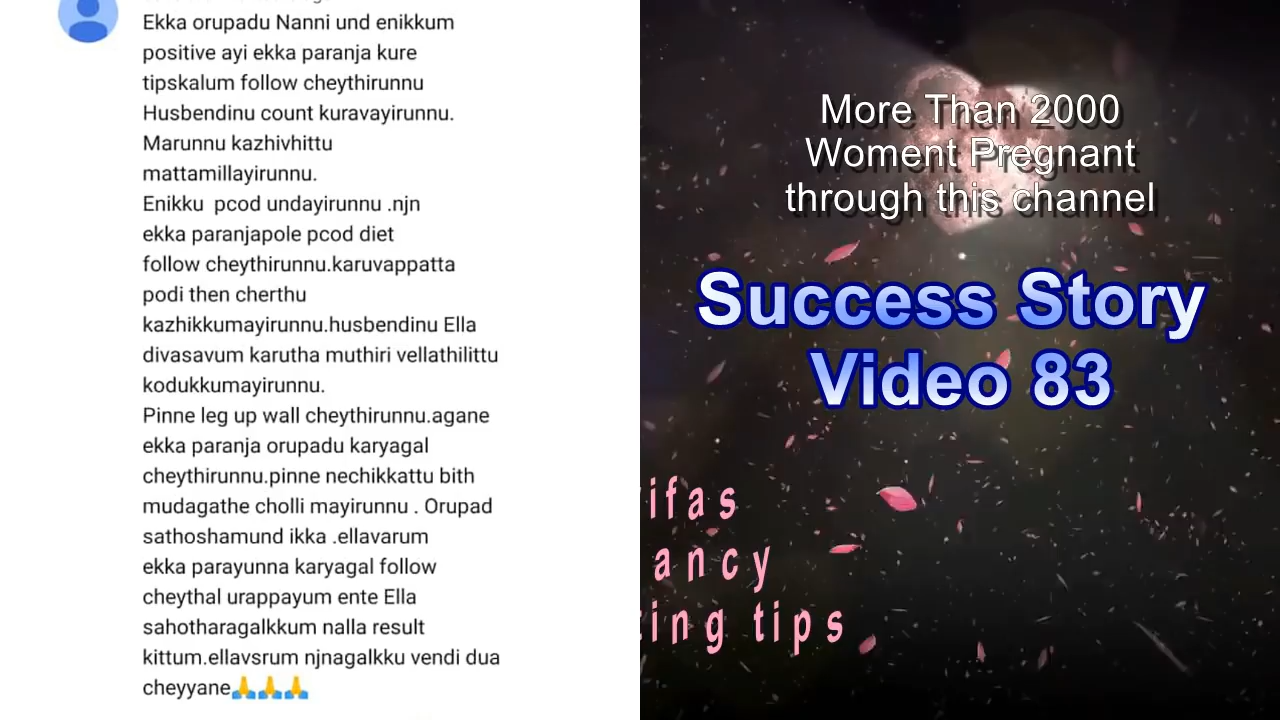 Ekka orupadu Nanni und enikkum
positive ayi ekka paranja kure
tipskalum follow cheythirunnu
Husbendinu count kuravayirunnu.
Marunnu kazhivhittu
mattamillayirunnu.
Enikku  pcod undayirunnu .njn
ekka paranjapole pcod diet
follow cheythirunnu.karuvappatta
podi then cherthu
kazhikkumayirunnu.husbendinu Ella
divasavum karutha muthiri vellathilittu
kodukkumayirunnu.
Pinne leg up wall cheythirunnu.agane
ekka paranja orupadu karyagal
cheythirunnu.pinne nechikkattu bith
mudagathe cholli mayirunnu . Orupad
sathoshamund ikka .ellavarum
ekka parayunna karyagal follow
cheythal urappayum ente Ella
sahotharagalkkum nalla result
kittum.ellavsrum njnagalkku vendi dua
cheyyane🙏🙏🙏
More Than 2000
Woment Pregnant
through this channel
Success Story
Video 83
ifas
ancy
ing tips